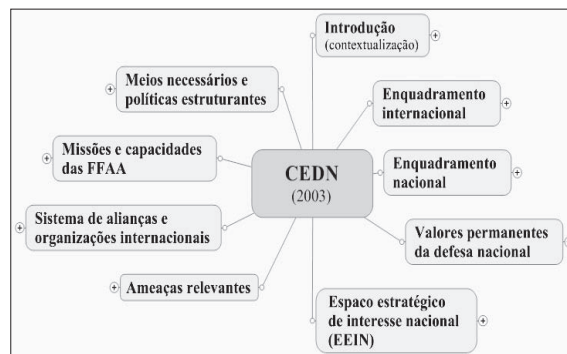 Introdução
(contextualização)
Enquadramento
internacional
Enquadramento
nacional
Valores permanentes
da defesa nacional
Espaco estratégico
de interesse nacional
(EEIN)
Ameaças relevantes
Sistema de alianças e
organizações internacionais
Missões e capacidades
das FFAA
Meios necessários e
políticas estruturantes
CEDN
(2003)